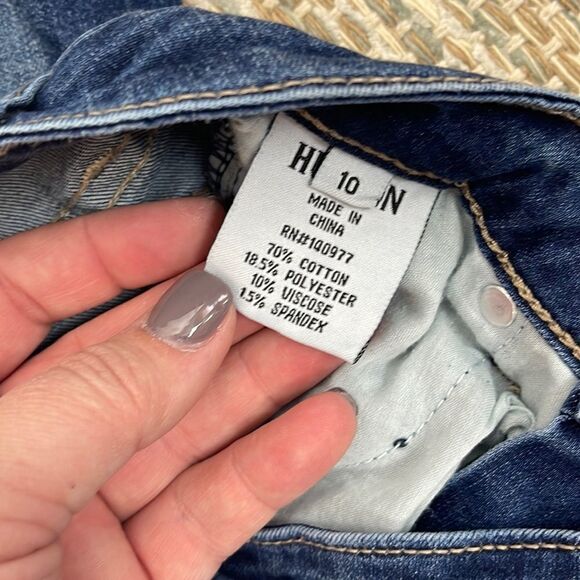 10
MADE IN
CHINA
RN#140977
70% COTTON
18.5% POLYESTER
10% VISCOSE
1.5% SPANDEX